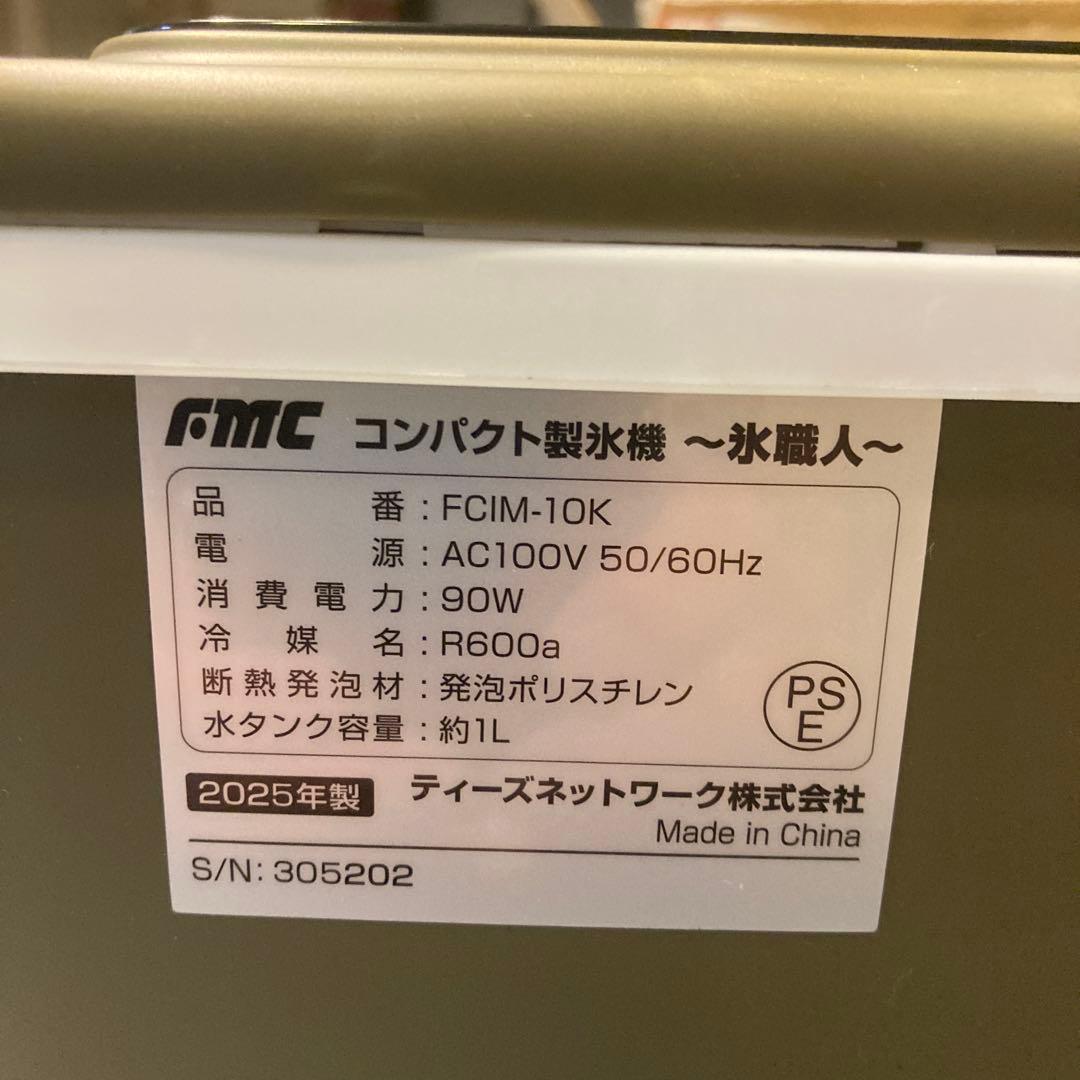 FMC コンパクト製氷機 ～氷職人～
品番：FCIM-10K
電源：AC100V 50/60Hz
消費電力：90W
冷媒名：R600a
断熱発泡材：発泡ポリスチレン
水タンク容量：約1L
PSE
2025年製 ティーズネットワーク株式会社
Made in China
S/N: 305202